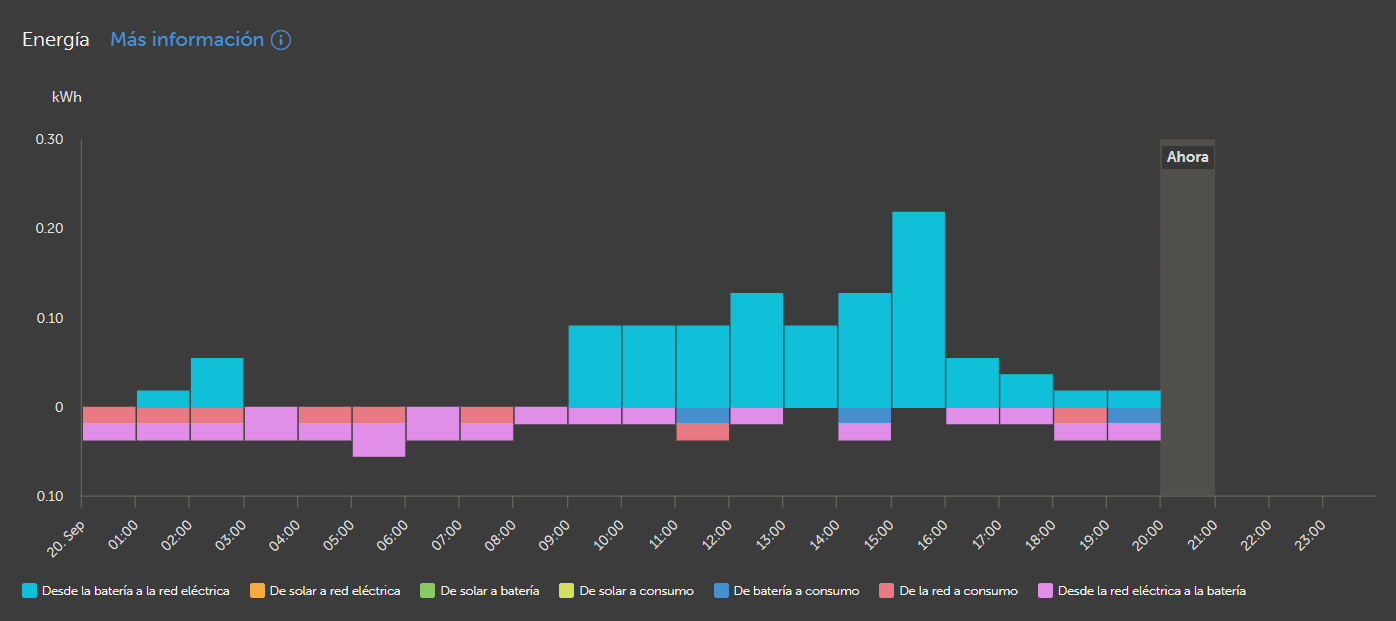 Energía Más información
kWh
0.30
Ahora
0.20
0.10
0
0.10
20. Sep 01:00 02:00 03:00 04:00 05:00 06:00 07:00 08:00 09:00 10:00 11:00 12:00 13:00 14:00 15:00 16:00 17:00 18:00 19:00 20:00 21:00 22:00 23:00
Desde la batería a la red eléctrica De solar a red eléctrica De solar a batería De solar a consumo De batería a consumo De la red a consumo Desde la red eléctrica a la batería